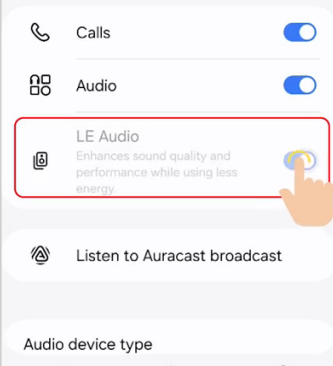 Calls
Audio
LE Audio
Enhances sound quality and
performance while using less
energy.
Listen to Auracast broadcast
Audio device type